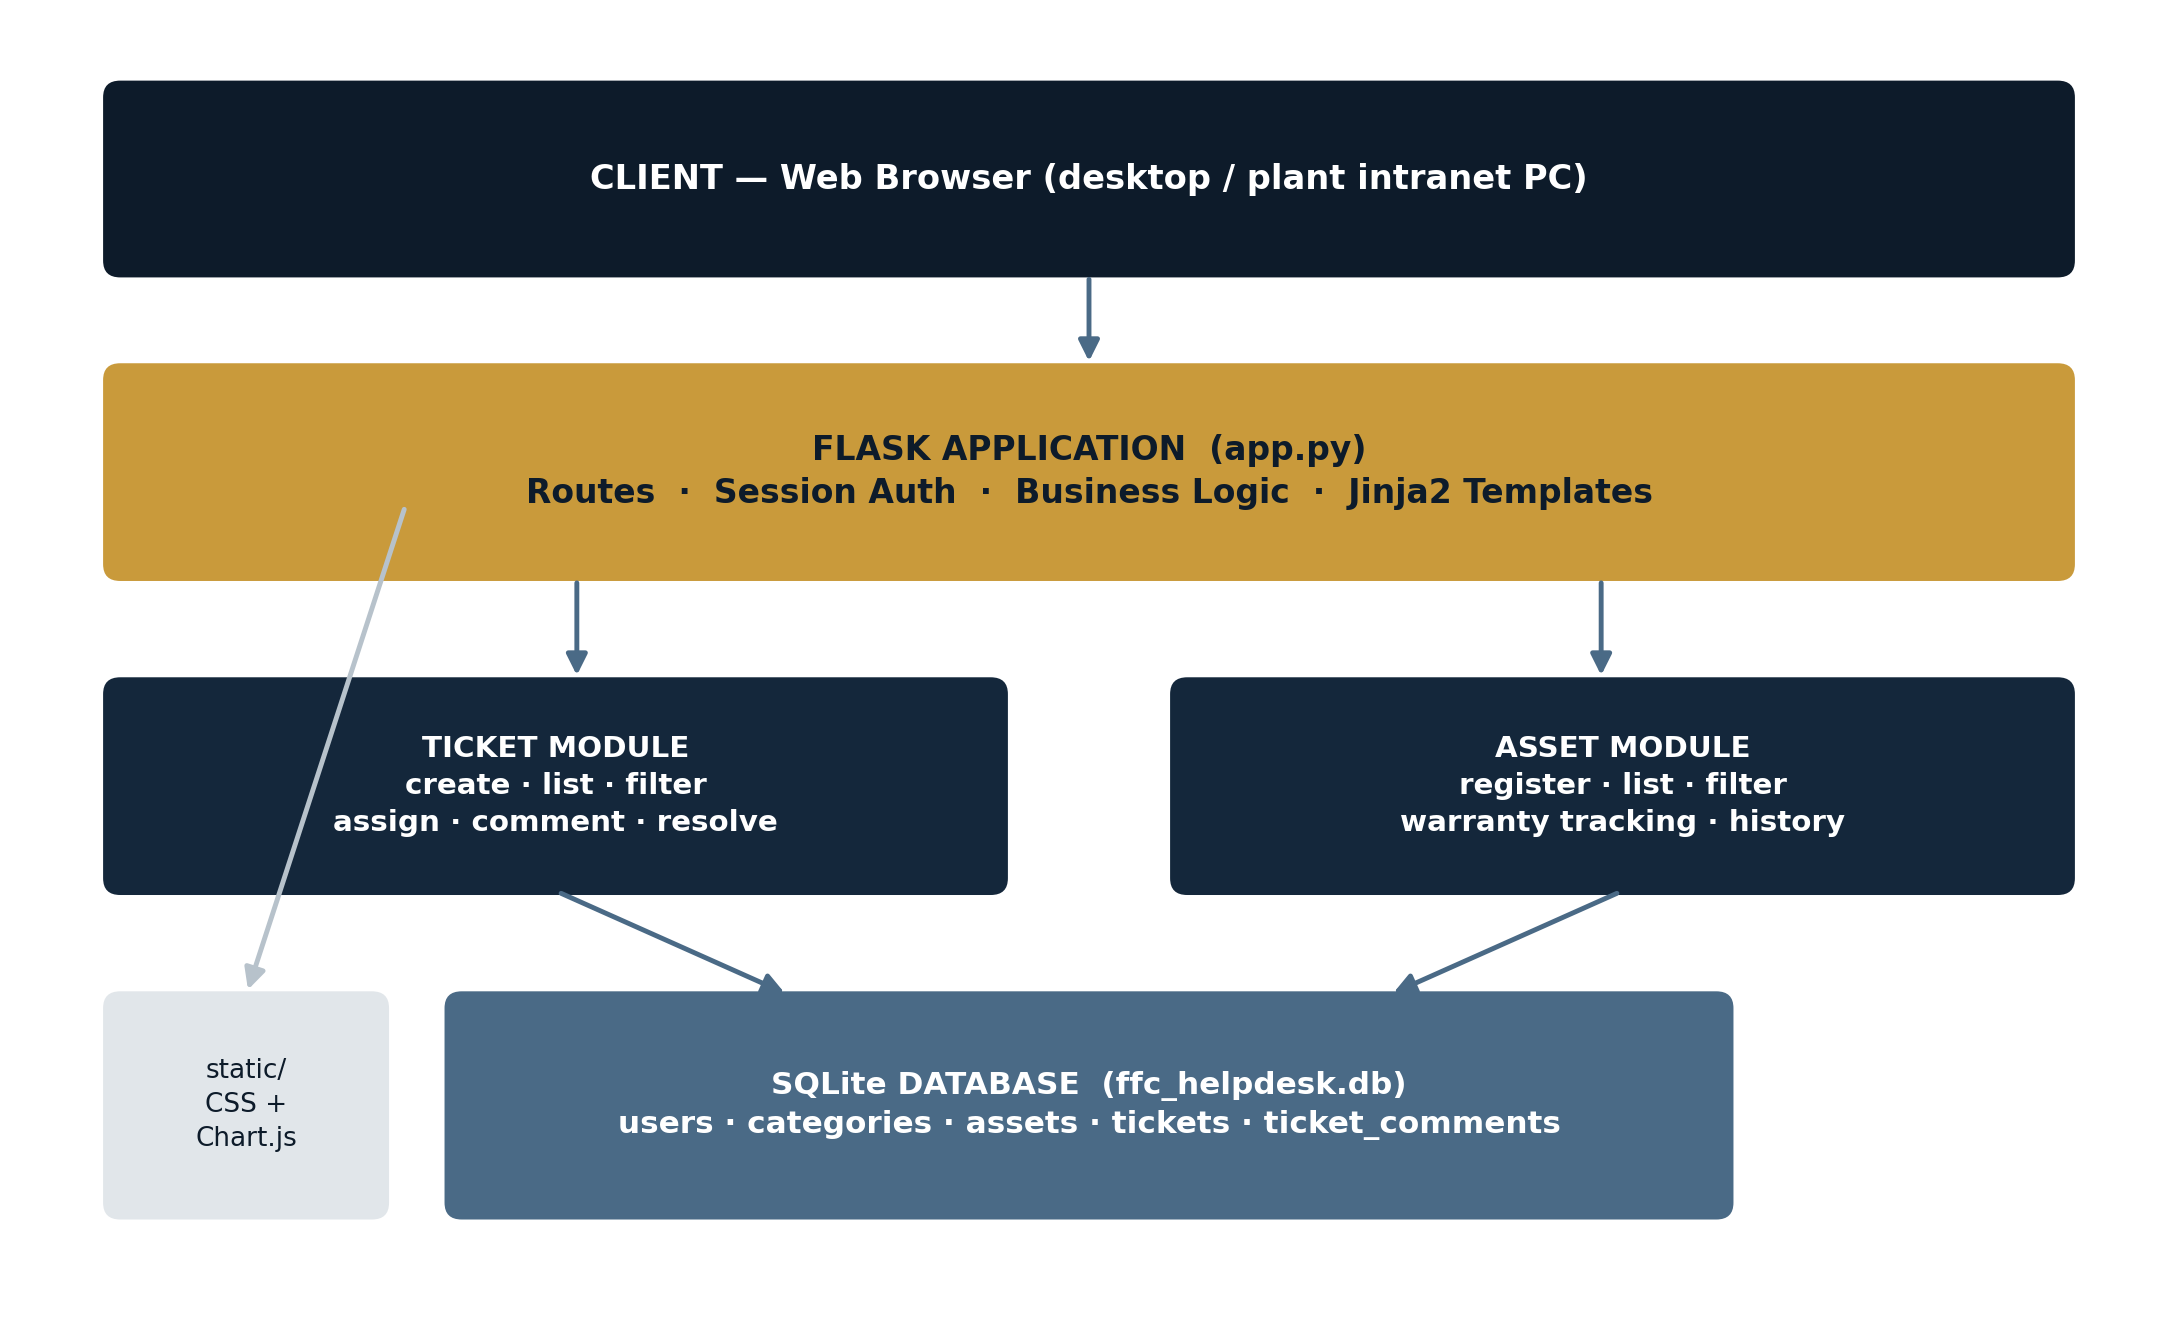 CLIENT — Web Browser (desktop / plant intranet PC)
FLASK APPLICATION (app.py)
Routes · Session Auth · Business Logic · Jinja2 Templates
TICKET MODULE
create · list · filter
assign · comment · resolve
ASSET MODULE
register · list · filter
warranty tracking · history
static/
CSS +
Chart.js
SQLite DATABASE (ffc_helpdesk.db)
users · categories · assets · tickets · ticket_comments